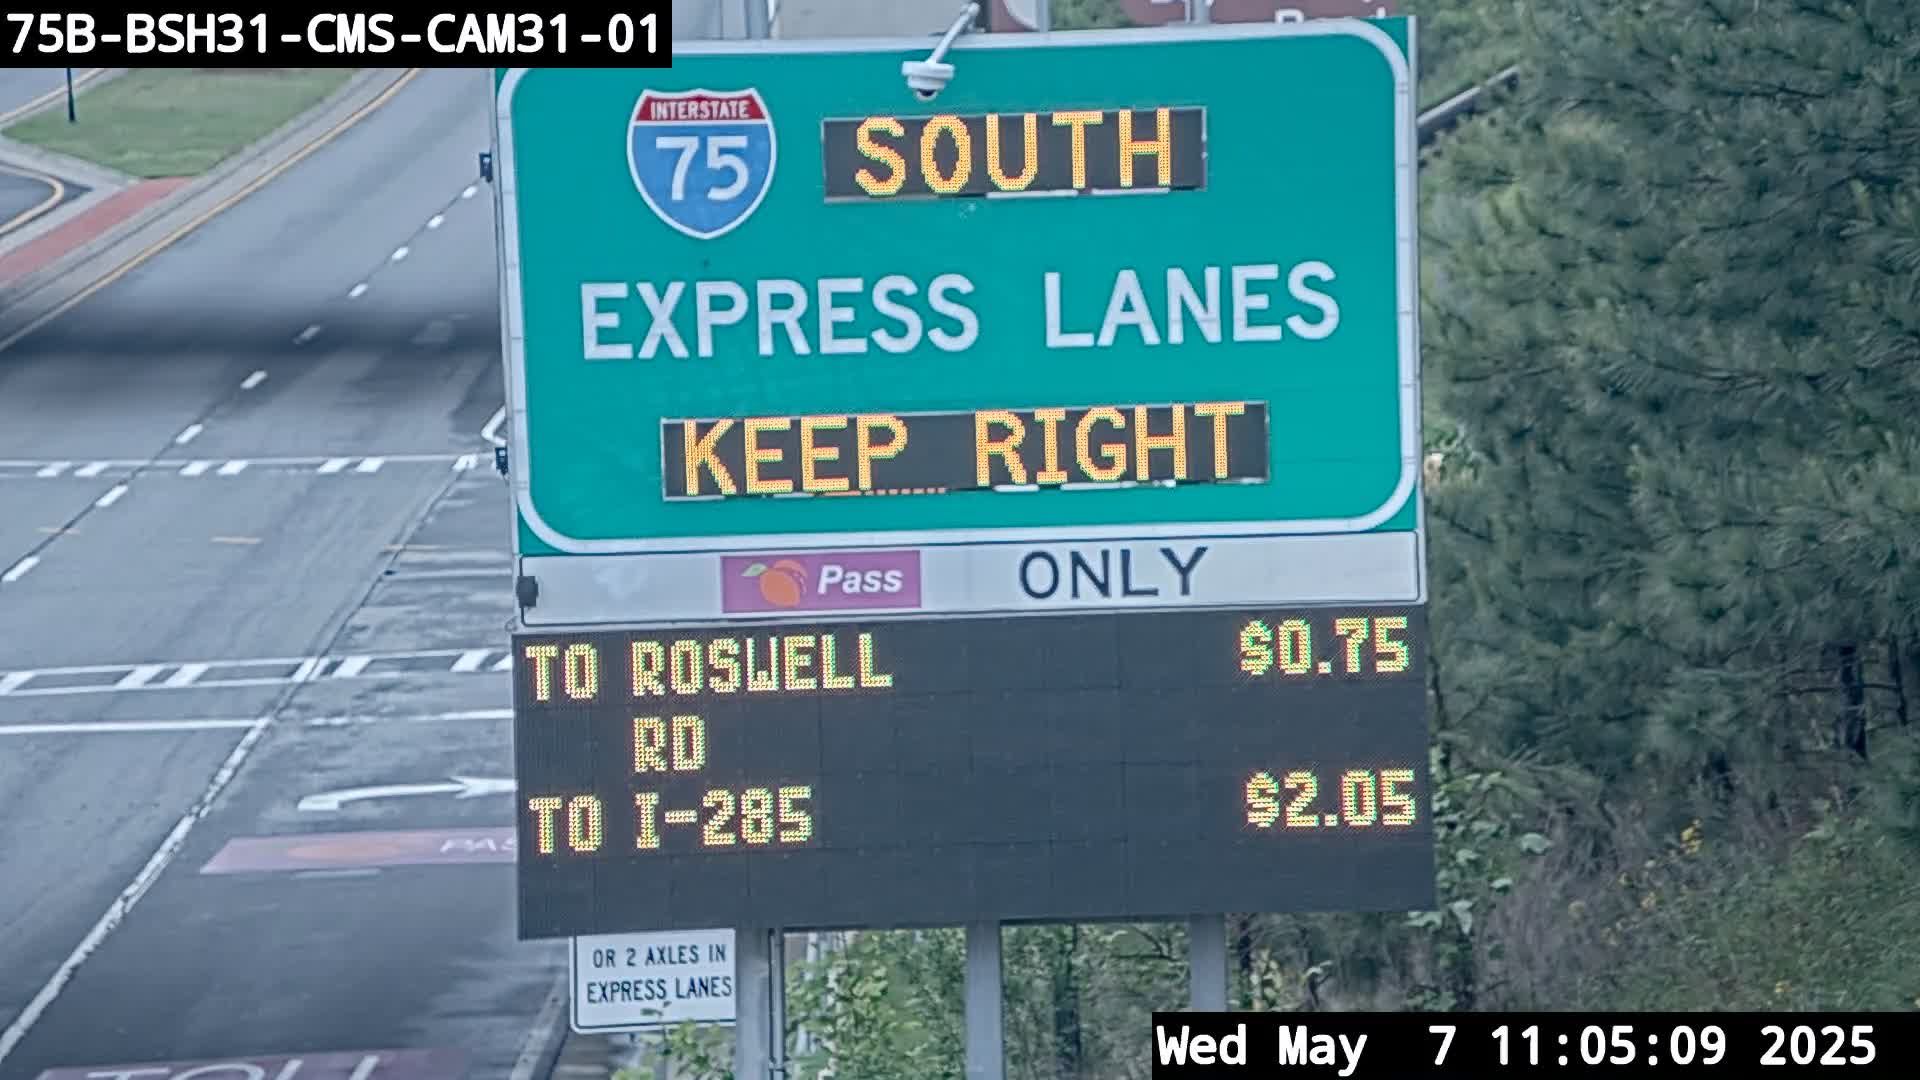 75B-BSH31-CMS-CAM31-01
INTERSTATE
75
SOUTH
EXPRESS LANES
KEEP RIGHT
Pass ONLY
TO ROSWELL $0.75
RD
TO I-285 $2.05
OR 2 AXLES IN
EXPRESS LANES
TOLL
Wed May 7 11:05:09 2025